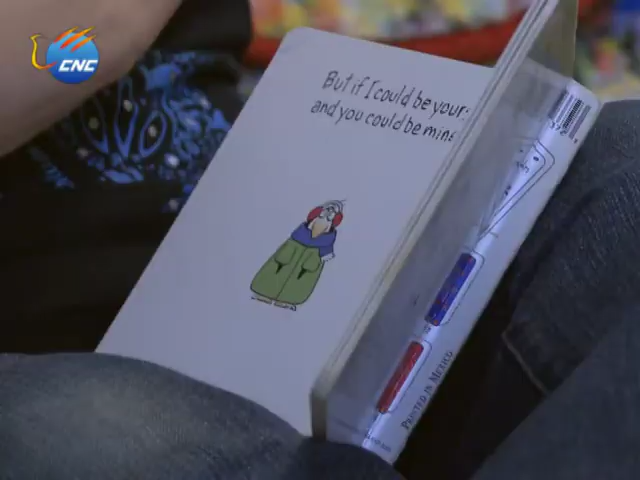 CNC
But if I could be your
and you could be mine
PRINTED IN MEXICO